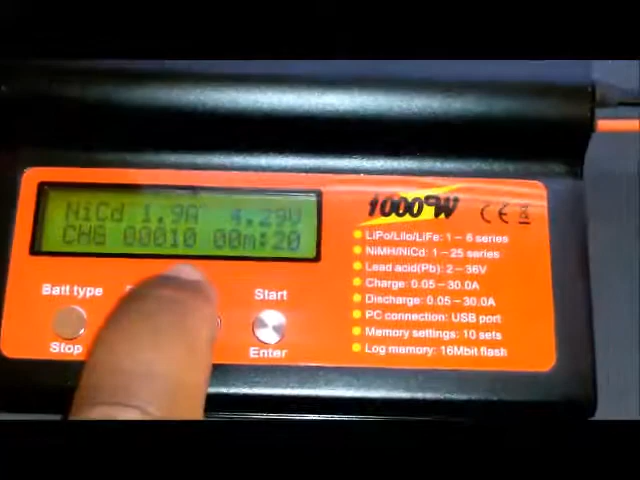 NiCd 1.9A 4.29V
CHG 00010 00m:20
Batt type
Start
Stop
Enter
1000W
CE
LiPo/LiIo/LiFe: 1–6 series
NiMH/NiCd: 1–25 series
Lead acid(Pb): 2–36V
Charge: 0.05–30.0A
Discharge: 0.05–30.0A
PC connection: USB port
Memory settings: 10 sets
Log memory: 16Mbit flash